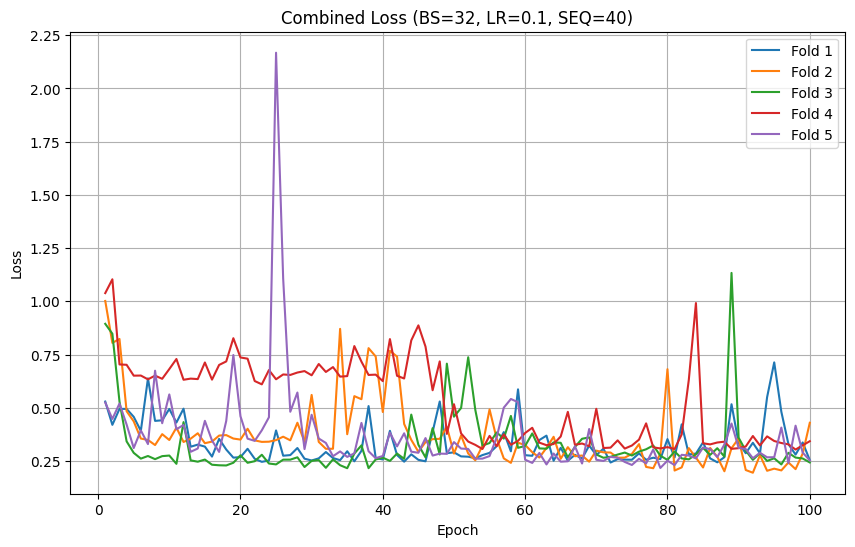 Combined Loss (BS=32, LR=0.1, SEQ=40)
2.25
2.00
1.75
1.50
1.25
1.00
0.75
0.50
0.25
Loss
Fold 1
Fold 2
Fold 3
Fold 4
Fold 5
0
20
40
60
80
100
Epoch